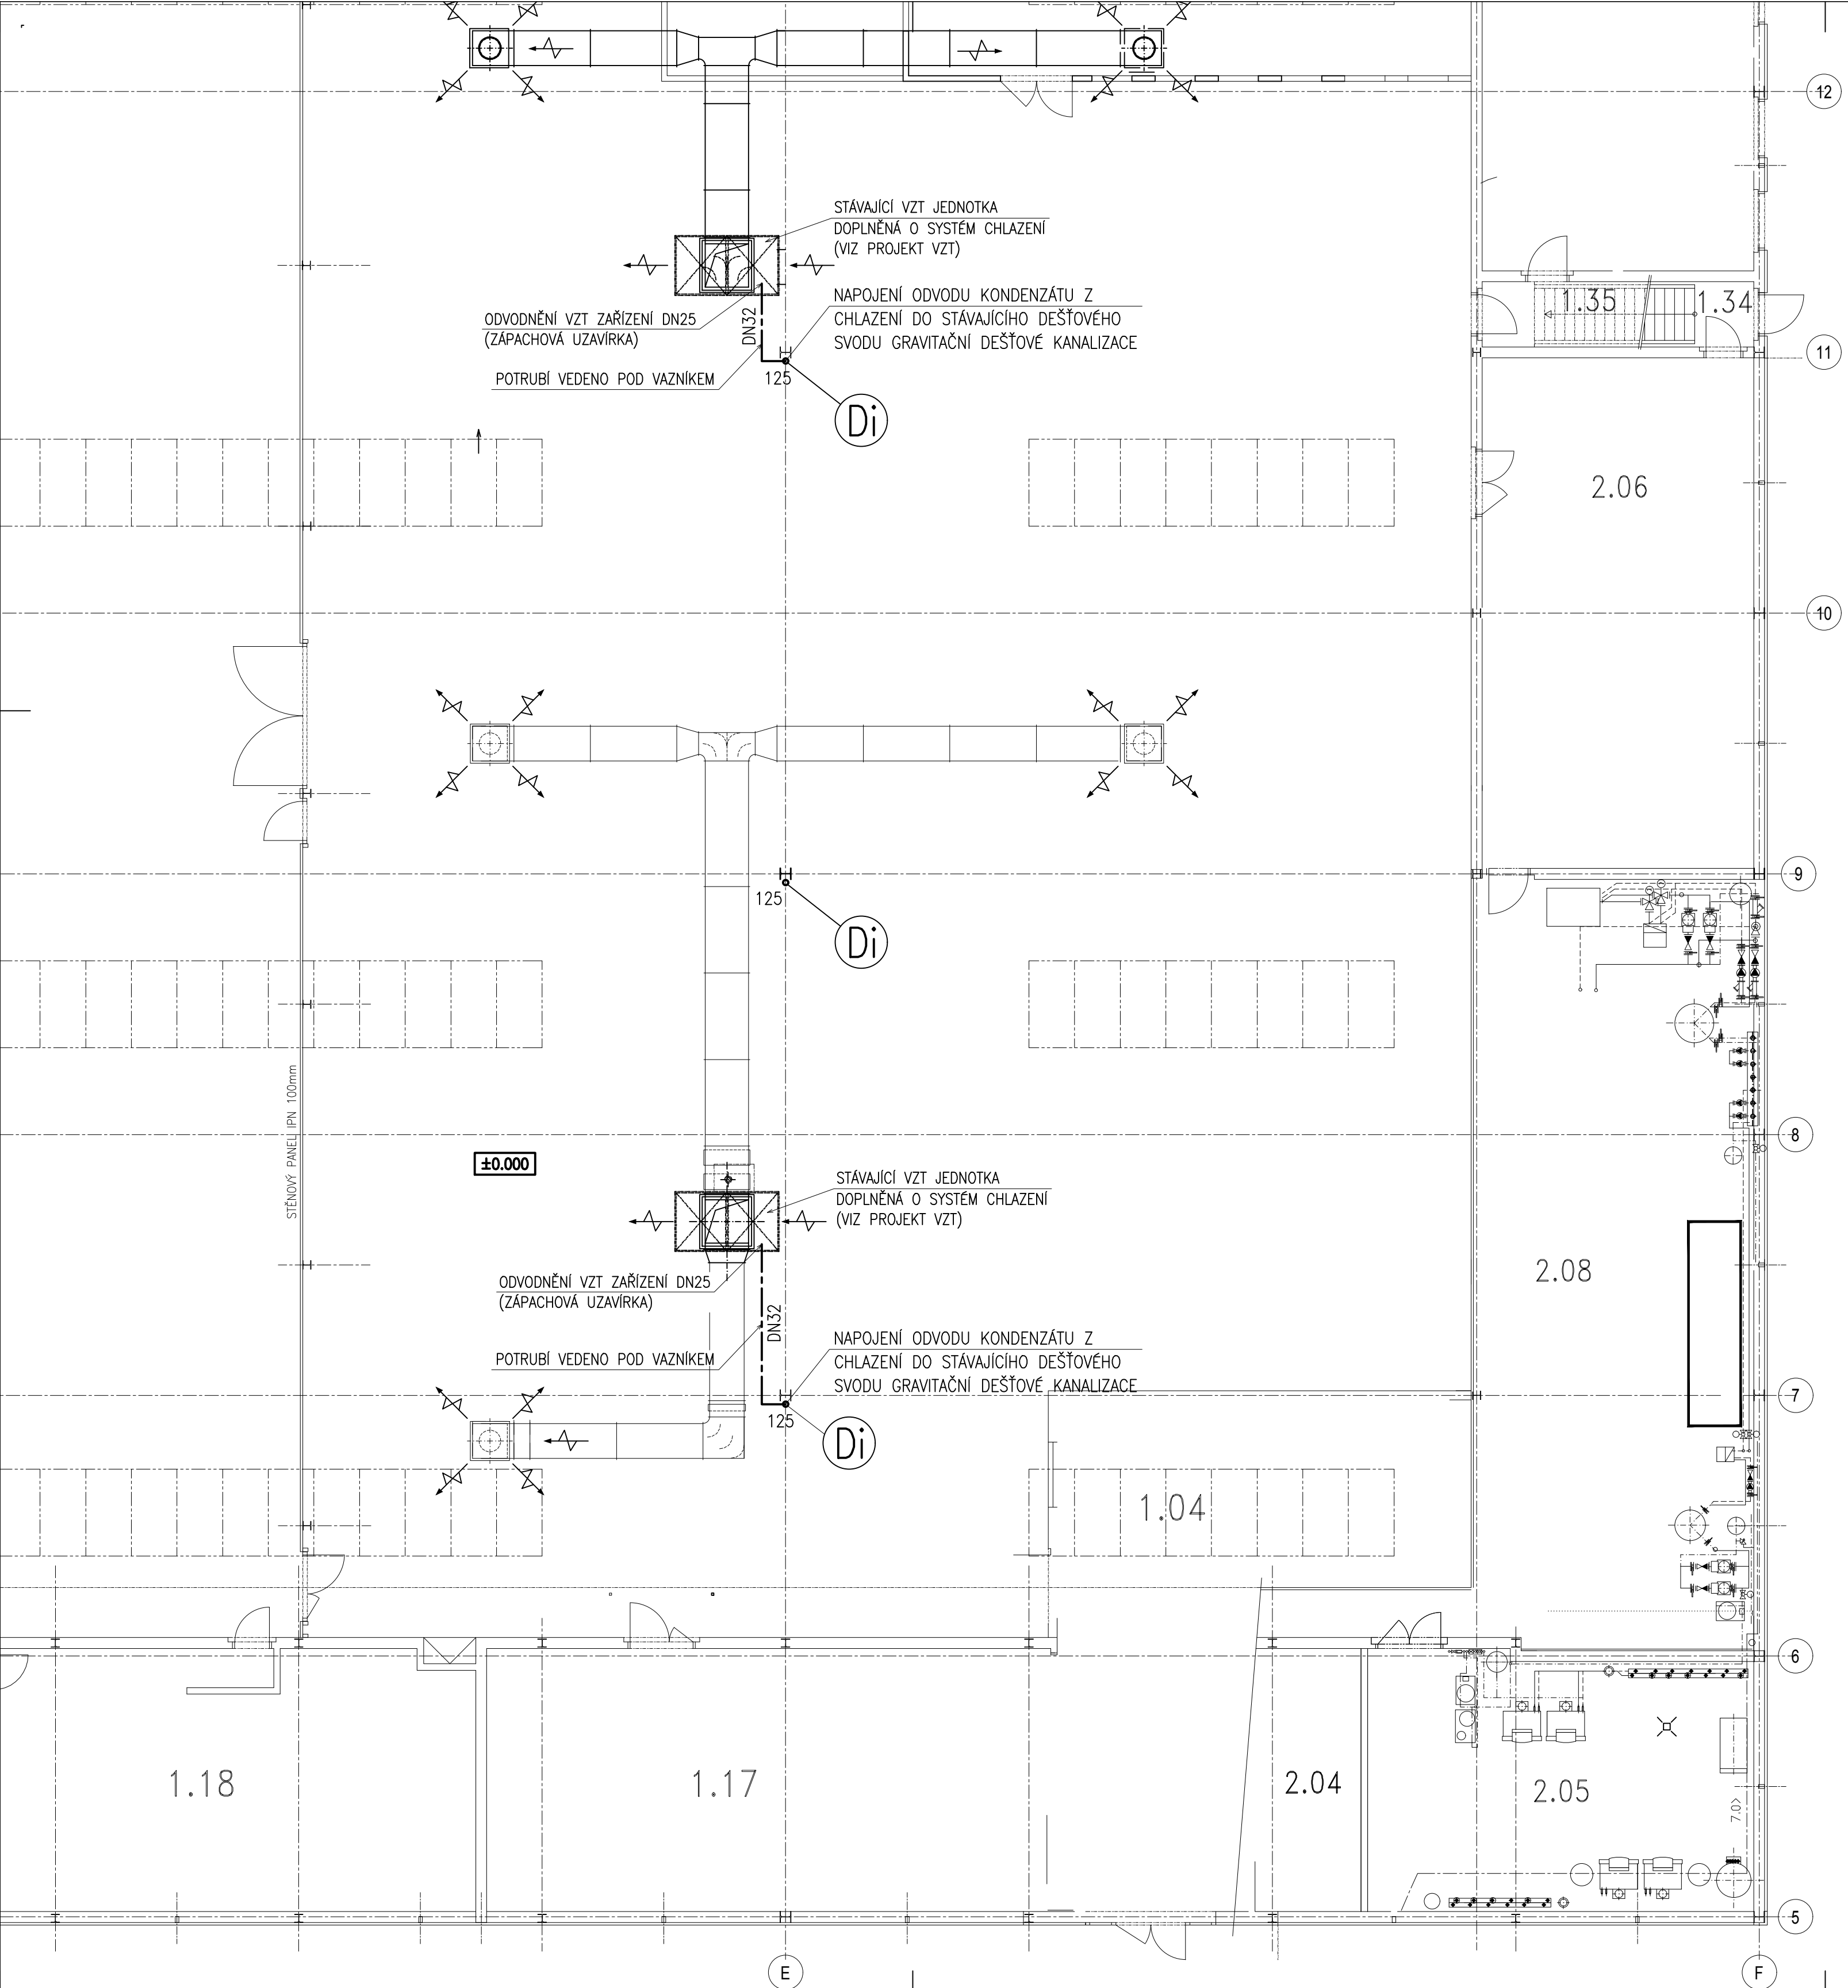 12
STÁVAJÍCÍ VZT JEDNOTKA
DOPLNĚNÁ O SYSTÉM CHLAZENÍ
(VIZ PROJEKT VZT)
NAPOJENÍ ODVODU KONDENZÁTU Z
CHLAZENÍ DO STÁVAJÍCÍHO DEŠŤOVÉHO
SVODU GRAVITAČNÍ DEŠŤOVÉ KANALIZACE
ODVODNĚNÍ VZT ZAŘÍZENÍ DN25
(ZÁPACHOVÁ UZAVÍRKA)
DN32
POTRUBÍ VEDENO POD VAZNÍKEM
125
Di
1.35
1.34
11
2.06
10
9
125
Di
STĚNOVÝ PANEL IPN 100mm
8
±0.000
STÁVAJÍCÍ VZT JEDNOTKA
DOPLNĚNÁ O SYSTÉM CHLAZENÍ
(VIZ PROJEKT VZT)
2.08
ODVODNĚNÍ VZT ZAŘÍZENÍ DN25
(ZÁPACHOVÁ UZAVÍRKA)
DN32
NAPOJENÍ ODVODU KONDENZÁTU Z
CHLAZENÍ DO STÁVAJÍCÍHO DEŠŤOVÉHO
SVODU GRAVITAČNÍ DEŠŤOVÉ KANALIZACE
POTRUBÍ VEDENO POD VAZNÍKEM
7
125
Di
1.04
6
1.18
1.17
2.04
2.05
7.0>
5
E
F